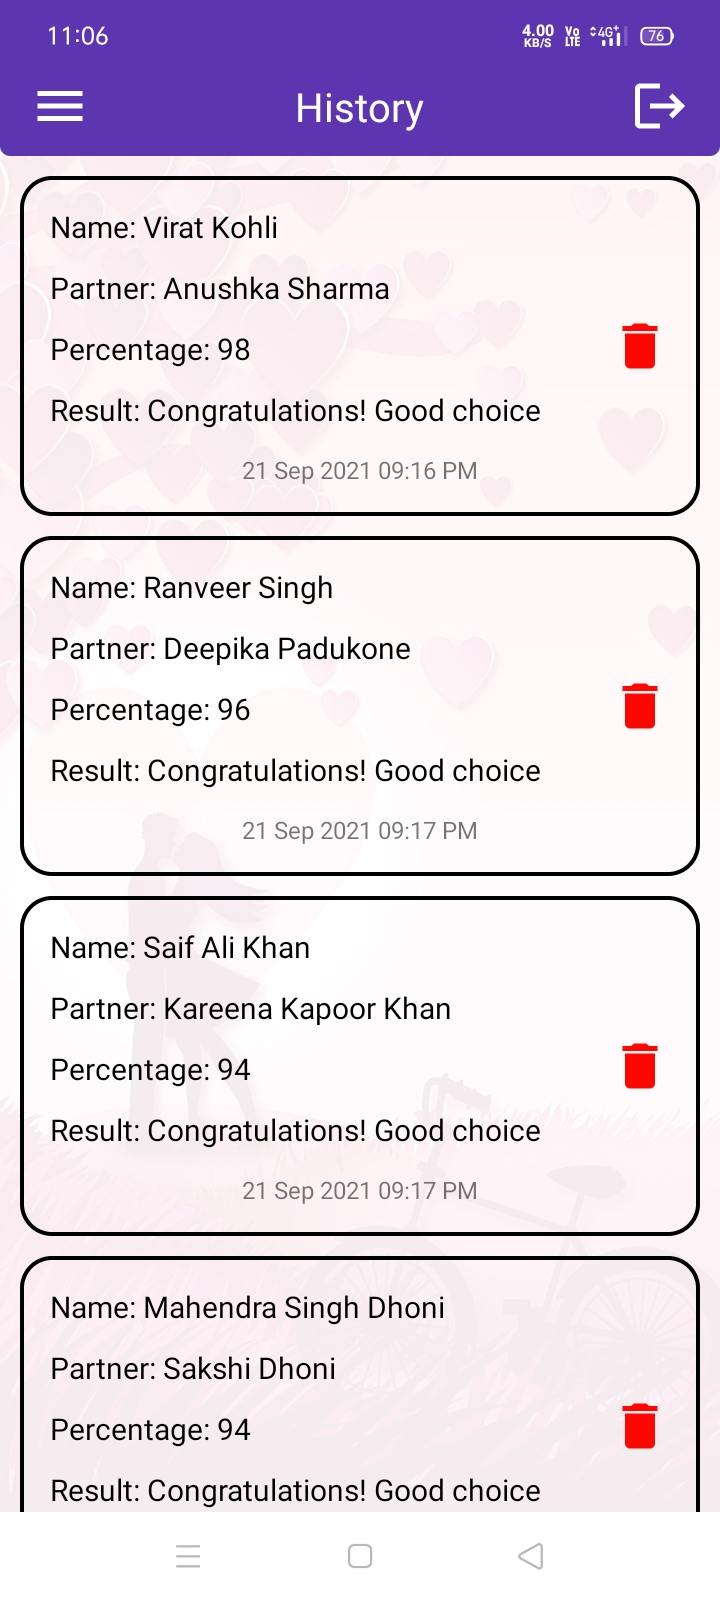 11:06
4.00 KB/S Vo LTE 4G+ 76
History
Name: Virat Kohli
Partner: Anushka Sharma
Percentage: 98
Result: Congratulations! Good choice
21 Sep 2021 09:16 PM
Name: Ranveer Singh
Partner: Deepika Padukone
Percentage: 96
Result: Congratulations! Good choice
21 Sep 2021 09:17 PM
Name: Saif Ali Khan
Partner: Kareena Kapoor Khan
Percentage: 94
Result: Congratulations! Good choice
21 Sep 2021 09:17 PM
Name: Mahendra Singh Dhoni
Partner: Sakshi Dhoni
Percentage: 94
Result: Congratulations! Good choice